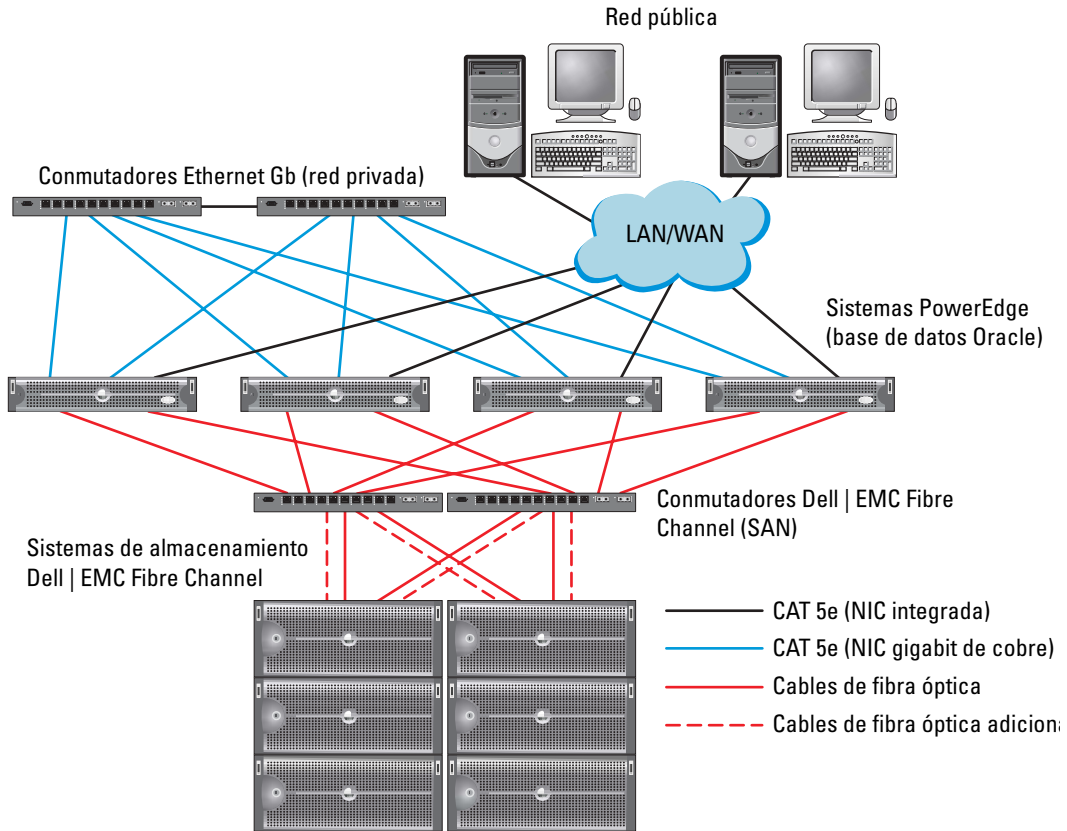 Red pública
Conmutadores Ethernet Gb (red privada)
LAN/WAN
Sistemas PowerEdge
(base de datos Oracle)
Conmutadores Dell | EMC Fibre
Channel (SAN)
Sistemas de almacenamiento
Dell | EMC Fibre Channel
CAT 5e (NIC integrada)
CAT 5e (NIC gigabit de cobre)
Cables de fibra óptica
Cables de fibra óptica adiciona